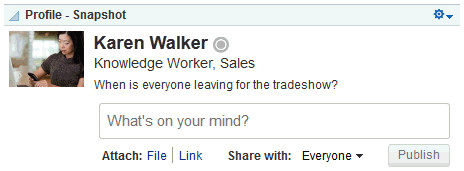 Profile - Snapshot
Karen Walker
Knowledge Worker, Sales
When is everyone leaving for the tradeshow?
What's on your mind?
Attach: File | Link Share with: Everyone Publish